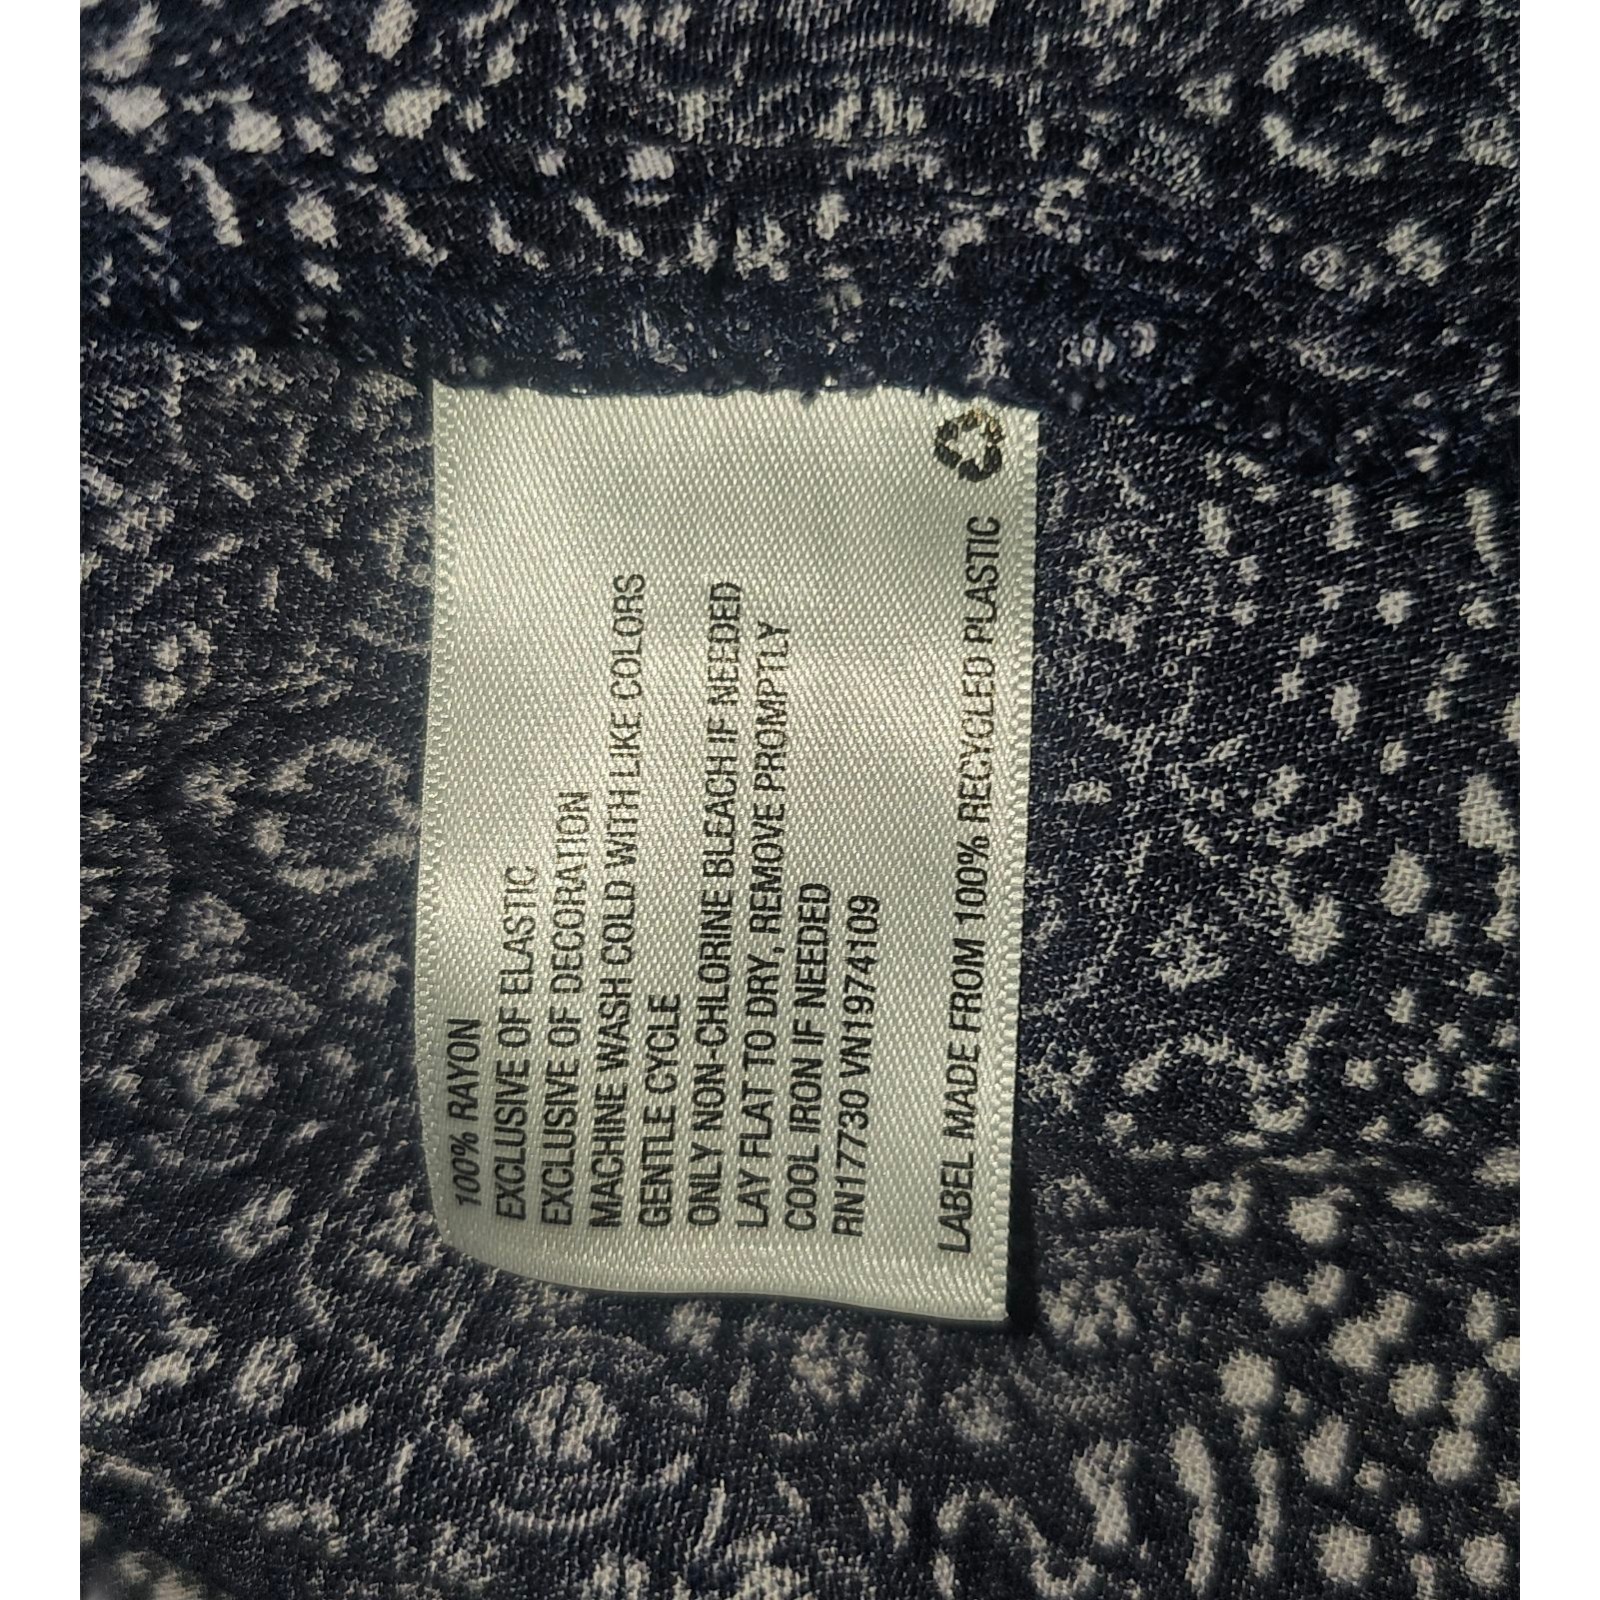 100% RAYON
EXCLUSIVE OF ELASTIC
EXCLUSIVE OF DECORATION
MACHINE WASH COLD WITH LIKE COLORS
GENTLE CYCLE
ONLY NON-CHLORINE BLEACH IF NEEDED
LAY FLAT TO DRY, REMOVE PROMPTLY
COOL IRON IF NEEDED
RN17730 VN1974109
LABEL MADE FROM 100% RECYCLED PLASTIC